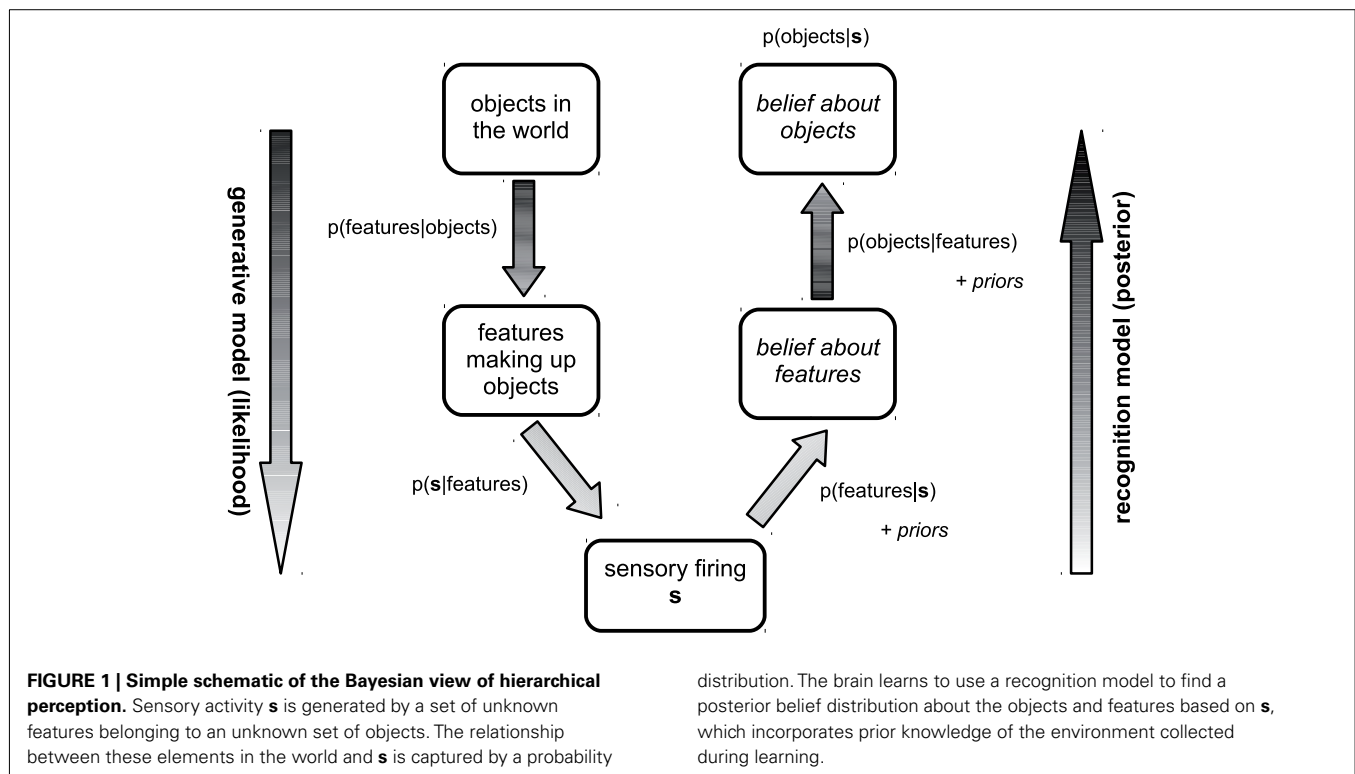 p(objects|s)
objects in
the world
belief about
objects
generative model (likelihood)
p(features|objects)
p(objects|features)
+ priors
recognition model (posterior)
features
making up
objects
belief about
features
p(s|features)
p(features|s)
+ priors
sensory firing
s
FIGURE 1 | Simple schematic of the Bayesian view of hierarchical
perception. Sensory activity s is generated by a set of unknown
features belonging to an unknown set of objects. The relationship
between these elements in the world and s is captured by a probability
distribution. The brain learns to use a recognition model to find a
posterior belief distribution about the objects and features based on s,
which incorporates prior knowledge of the environment collected
during learning.